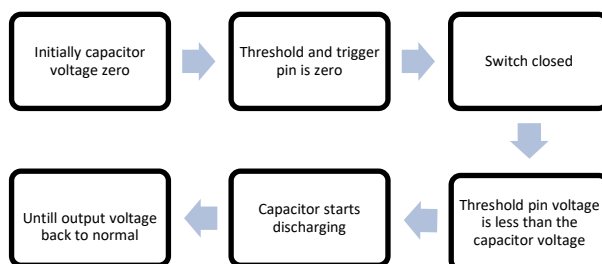 Initially capacitor
voltage zero
Threshold and trigger
pin is zero
Switch closed
Threshold pin voltage
is less than the
capacitor voltage
Capacitor starts
discharging
Untill output voltage
back to normal